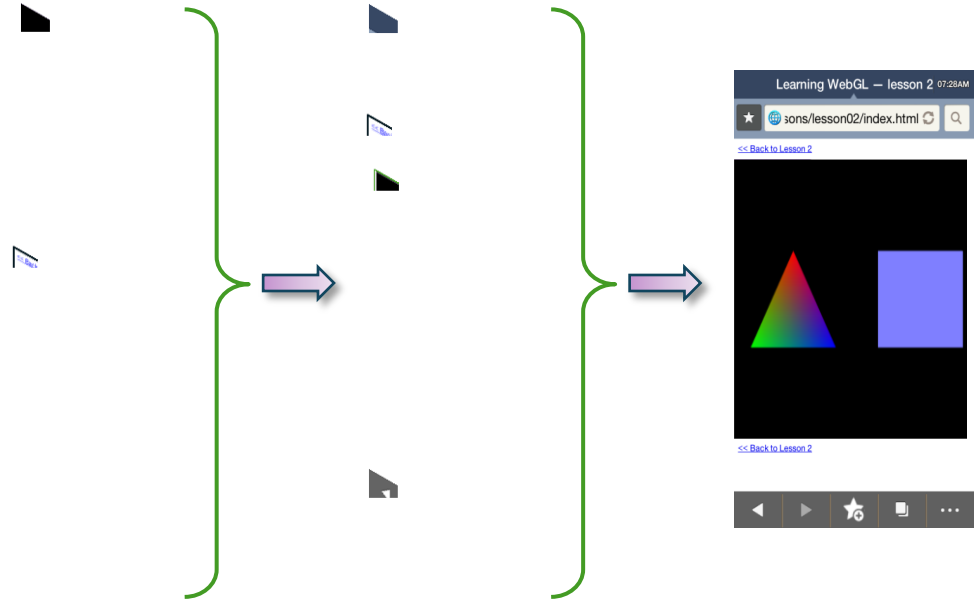 Learning WebGL — lesson 2 07:28AM
sons/lesson02/index.html
<< Back to Lesson 2
<< Back to Lesson 2